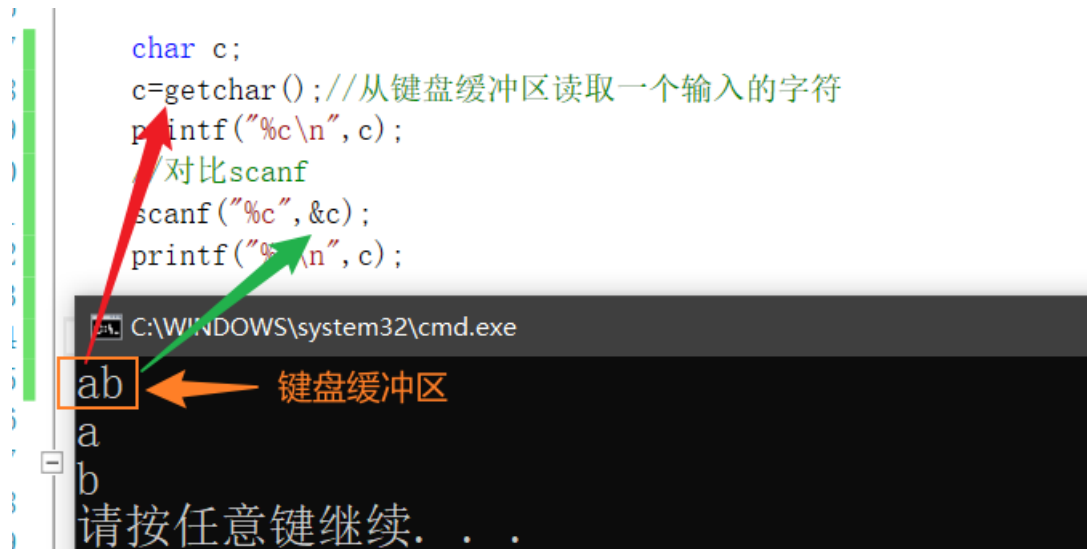 char c;
c=getchar();//从键盘缓冲区读取一个输入的字符
printf("%c\n",c);
//对比scanf
scanf("%c",&c);
printf("%\n",c);
C:\WINDOWS\system32\cmd.exe
ab 键盘缓冲区
a
b
请按任意键继续. . .